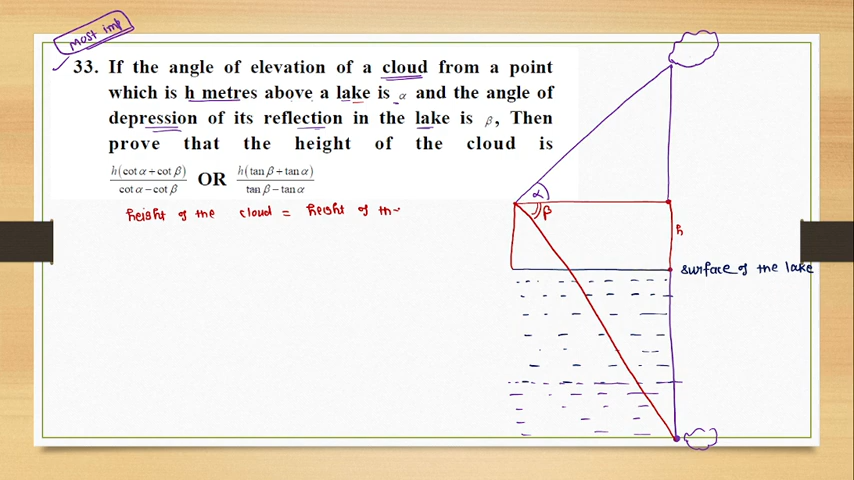 most imp
33. If the angle of elevation of a cloud from a point
which is h metres above a lake is α and the angle of
depression of its reflection in the lake is β, Then
prove that the height of the cloud is
h(cot α + cot β) / cot α − cot β OR h(tan β + tan α) / tan β − tan α
height of the cloud = height of th
α
β
h
surface of the lake